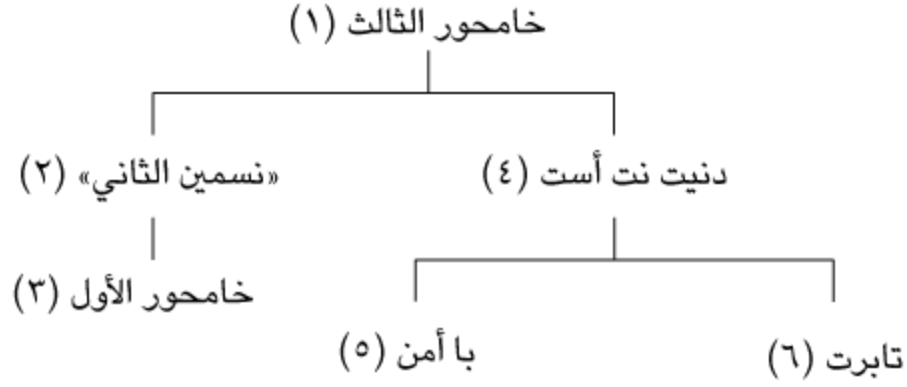 خامحور الثالث (١)
دنيت نت أست (٤)
«نسمين الثاني» (٢)
خامحور الأول (٣)
تابرت (٦)
با أمن (٥)